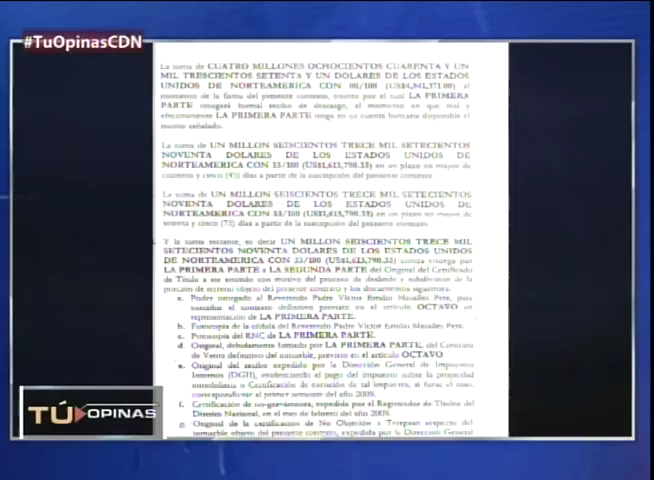 #TuOpinasCDN
La suma de CUATRO MILLONES OCHOCIENTOS CUARENTA Y UN
MIL TRESCIENTOS SETENTA Y UN DOLARES DE LOS ESTADOS
UNIDOS DE NORTEAMERICA CON 00/100 (US$4,841,371.00) al
momento de la firma del presente contrato, motivo por el cual LA PRIMERA
PARTE otorgará formal recibo de descargo, al momento en que real y
efectivamente LA PRIMERA PARTE tenga en su cuenta bancaria disponible el
monto señalado.
La suma de UN MILLON SEISCIENTOS TRECE MIL SETECIENTOS
NOVENTA DOLARES DE LOS ESTADOS UNIDOS DE
NORTEAMERICA CON 33/100 (US$1,613,790.33) en un plazo no mayor de
cuarenta y cinco (45) días a partir de la suscripción del presente contrato.
La suma de UN MILLON SEISCIENTOS TRECE MIL SETECIENTOS
NOVENTA DOLARES DE LOS ESTADOS UNIDOS DE
NORTEAMERICA CON 33/100 (US$1,613,790.33) en un plazo no mayor de
setenta y cinco (75) días a partir de la suscripción del presente contrato.
Y la suma restante, es decir UN MILLON SEISCIENTOS TRECE MIL
SETECIENTOS NOVENTA DOLARES DE LOS ESTADOS UNIDOS
DE NORTEAMERICA CON 33/100 (US$1,613,790.33) contra entrega por
LA PRIMERA PARTE a LA SEGUNDA PARTE del Original del Certificado
de Título a ser emitido con motivo del proceso de deslinde y subdivisión de la
porción de terreno objeto del presente contrato y los documentos siguientes:
a. Poder otorgado al Reverendo Padre Víctor Emilio Masalles Pere, para
suscribir el contrato definitivo previsto en el artículo OCTAVO en
representación de LA PRIMERA PARTE.
b. Fotocopia de la cédula del Reverendo Padre Víctor Emilio Masalles Pere.
c. Fotocopia del RNC de LA PRIMERA PARTE.
d. Original, debidamente firmado por LA PRIMERA PARTE, del Contrato
de Venta definitivo del inmueble, previsto en el artículo OCTAVO
e. Original del recibo expedido por la Dirección General de Impuestos
Internos (DGII), evidenciando el pago del impuesto sobre la propiedad
inmobiliaria o Certificación de exención de tal impuesto, si fuese el caso,
correspondiente al primer semestre del año 2009.
f. Certificación de no-gravámenes, expedida por el Registrador de Títulos del
Distrito Nacional, en el mes de febrero del año 2009.
g. Original de la certificación de No Objeción a Traspaso respecto del
inmueble objeto del presente contrato, expedida por la Dirección General
TÚ OPINAS